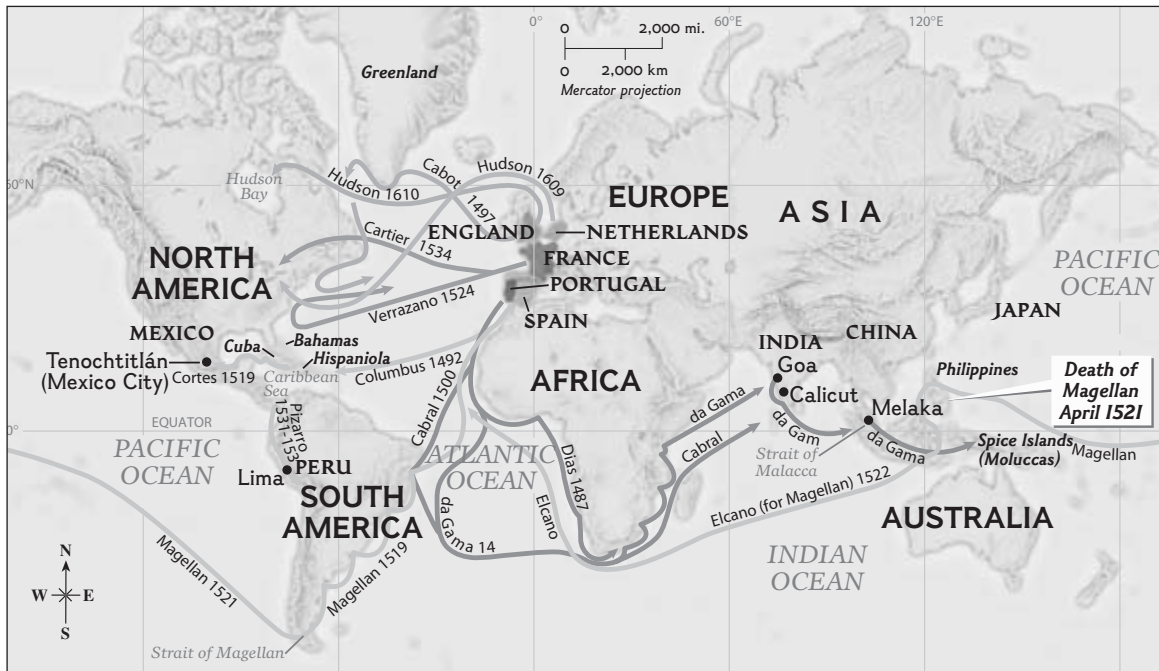 0°
60°E
120°E
0
2,000 mi.
0
2,000 km
Mercator projection
Greenland
50°N
Hudson
Bay
Hudson 1610
Cabot 1497
Hudson 1609
EUROPE
ASIA
ENGLAND
NETHERLANDS
Cartier 1534
FRANCE
NORTH
AMERICA
PORTUGAL
Verrazano 1524
SPAIN
PACIFIC
OCEAN
JAPAN
MEXICO
Bahamas
Cuba
Hispaniola
CHINA
INDIA
Tenochtitlán
(Mexico City)
Cortes 1519
Caribbean
Sea
Columbus 1492
AFRICA
Goa
Calicut
Philippines
Death of
Magellan
April 1521
Melaka
da Gama
da Gam
da Gama
Cabral 1500
Pizarro
1531-153
EQUATOR
0°
PACIFIC
OCEAN
ATLANTIC
OCEAN
Cabral
Strait of
Malacca
Spice Islands
(Moluccas)
Magellan
Lima
PERU
SOUTH
AMERICA
Dias 1487
Elcano
Elcano (for Magellan) 1522
AUSTRALIA
da Gama 14
Magellan 1519
Magellan 1521
INDIAN
OCEAN
N
W
E
S
Strait of Magellan